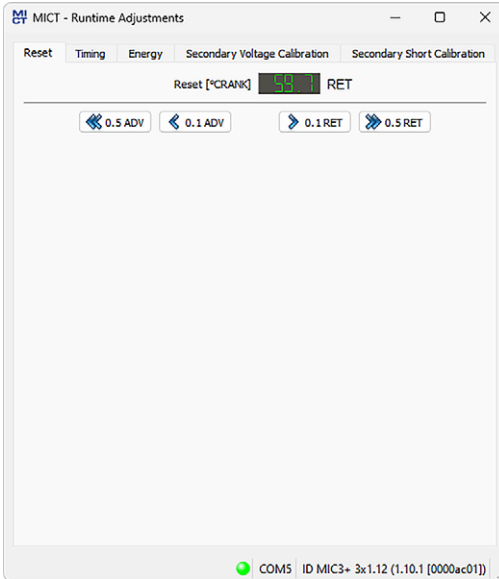 MICT - Runtime Adjustments
Reset Timing Energy Secondary Voltage Calibration Secondary Short Calibration
Reset [°CRANK] 59.7 RET
0.5 ADV 0.1 ADV 0.1 RET 0.5 RET
COM5 ID MIC3+ 3x1.12 (1.10.1 [0000ac01])